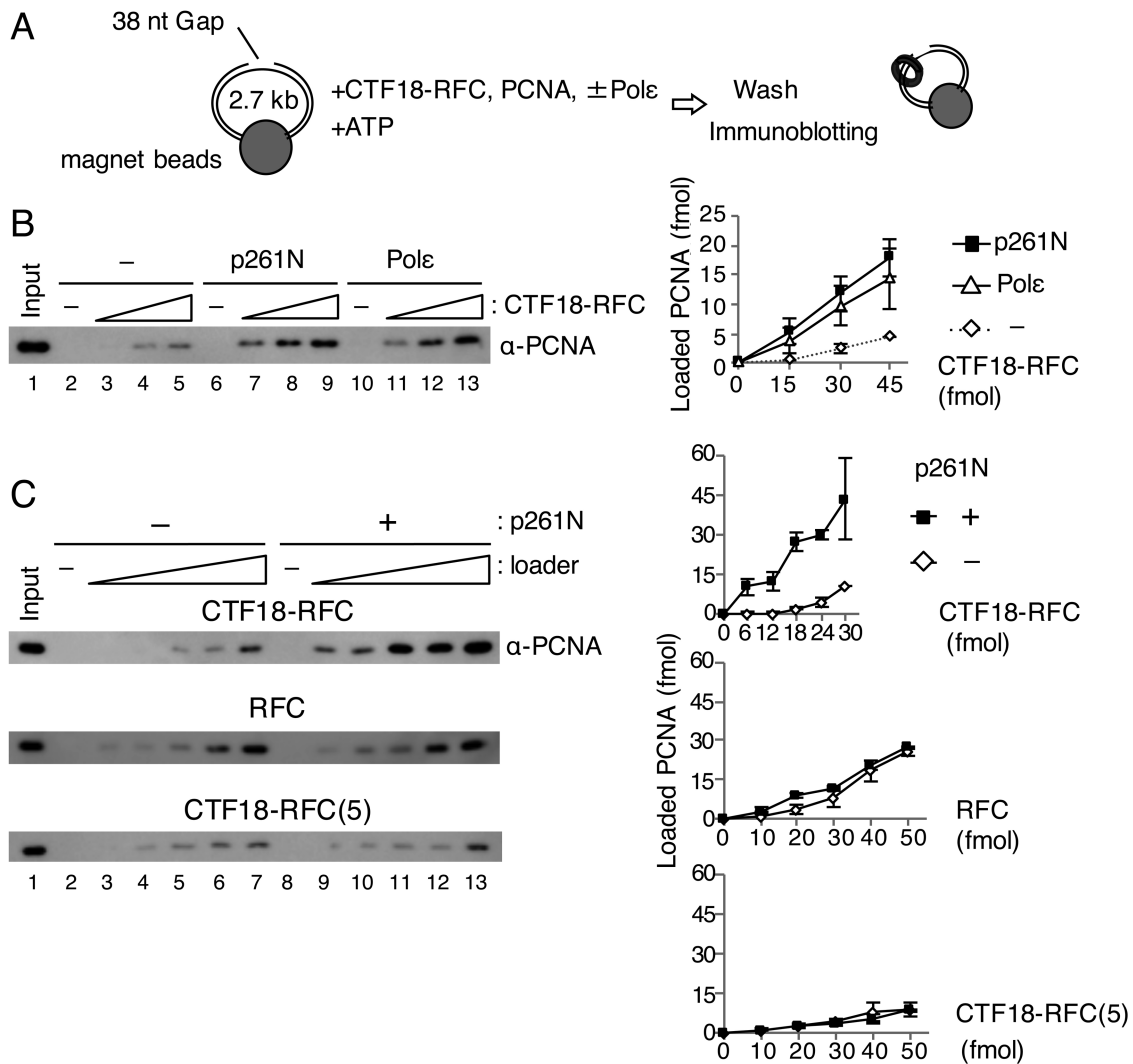 A
38 nt Gap
2.7 kb
magnet beads
+CTF18-RFC, PCNA, ±Polε
+ATP
Wash
Immunoblotting
B
Input
– p261N Polε
– – – : CTF18-RFC
α-PCNA
1 2 3 4 5 6 7 8 9 10 11 12 13
Loaded PCNA (fmol)
25
20
15
10
5
0
0 15 30 45
p261N
Polε
–
CTF18-RFC
(fmol)
C
Input
– + : p261N
– – : loader
CTF18-RFC
α-PCNA
RFC
CTF18-RFC(5)
1 2 3 4 5 6 7 8 9 10 11 12 13
Loaded PCNA (fmol)
60
45
30
15
0
0 6 12 18 24 30
p261N
+
–
CTF18-RFC
(fmol)
60
45
30
15
0
0 10 20 30 40 50
RFC
(fmol)
60
45
30
15
0
0 10 20 30 40 50
CTF18-RFC(5)
(fmol)